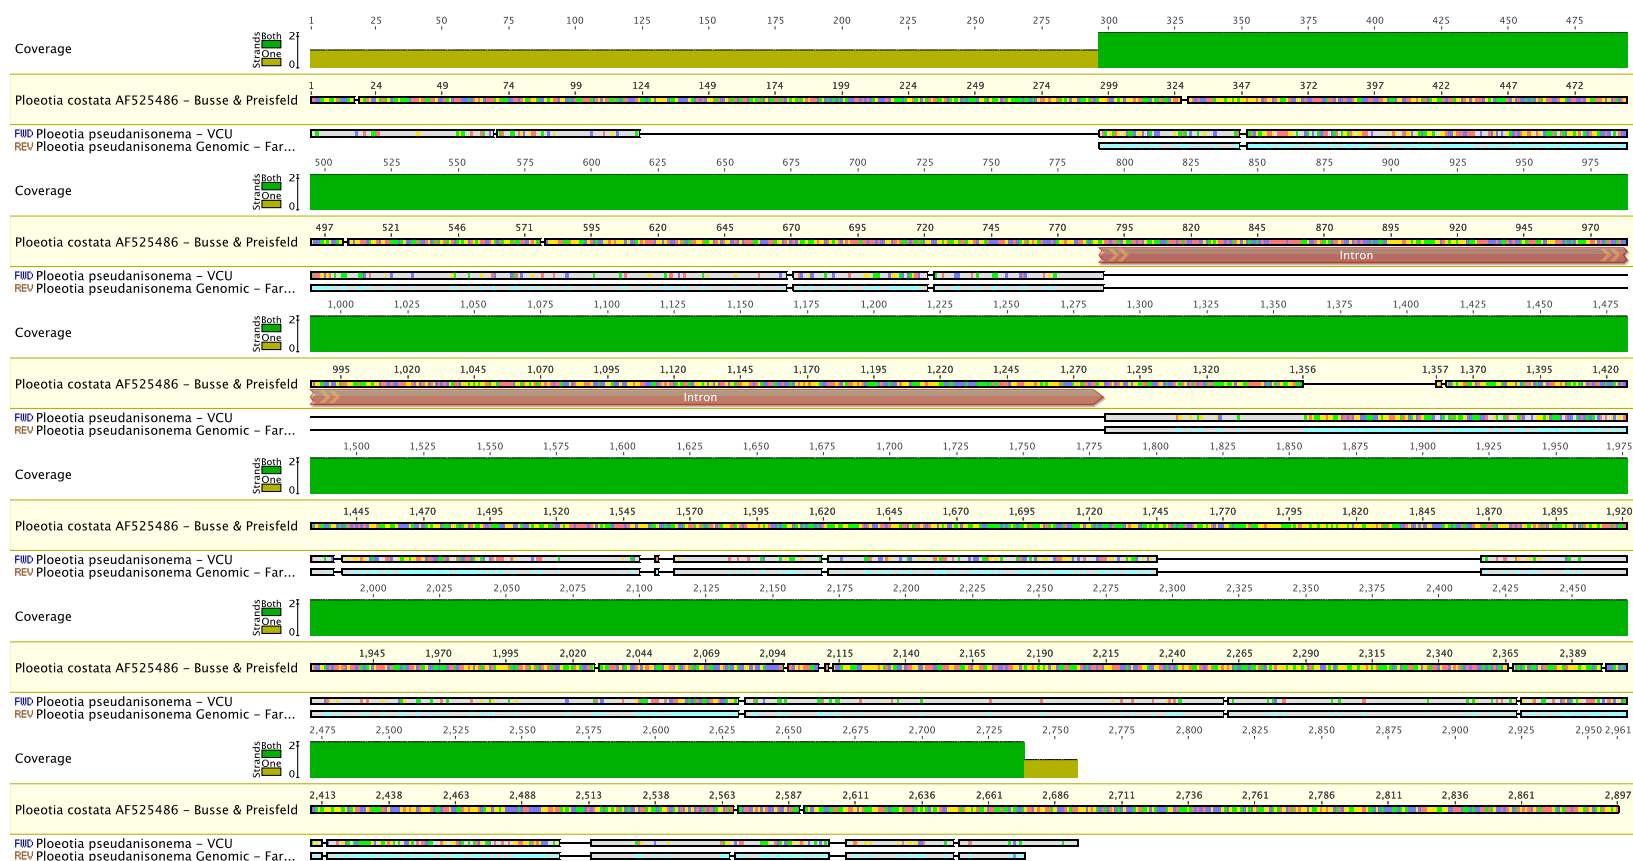 1 25 50 75 100 125 150 175 200 225 250 275 300 325 350 375 400 425 450 475
Coverage Strands Both One 2 0
1 24 49 74 99 124 149 174 199 224 249 274 299 324 347 372 397 422 447 472
Ploeotia costata AF525486 – Busse & Preisfeld
FWD Ploeotia pseudanisonema – VCU
REV Ploeotia pseudanisonema Genomic – Far...
500 525 550 575 600 625 650 675 700 725 750 775 800 825 850 875 900 925 950 975
Coverage Strands Both One 2 0
497 521 546 571 595 620 645 670 695 720 745 770 795 820 845 870 895 920 945 970
Ploeotia costata AF525486 – Busse & Preisfeld
Intron
FWD Ploeotia pseudanisonema – VCU
REV Ploeotia pseudanisonema Genomic – Far...
1,000 1,025 1,050 1,075 1,100 1,125 1,150 1,175 1,200 1,225 1,250 1,275 1,300 1,325 1,350 1,375 1,400 1,425 1,450 1,475
Coverage Strands Both One 2 0
995 1,020 1,045 1,070 1,095 1,120 1,145 1,170 1,195 1,220 1,245 1,270 1,295 1,320 1,356 1,357 1,370 1,395 1,420
Ploeotia costata AF525486 – Busse & Preisfeld
Intron
FWD Ploeotia pseudanisonema – VCU
REV Ploeotia pseudanisonema Genomic – Far...
1,500 1,525 1,550 1,575 1,600 1,625 1,650 1,675 1,700 1,725 1,750 1,775 1,800 1,825 1,850 1,875 1,900 1,925 1,950 1,975
Coverage Strands Both One 2 0
1,445 1,470 1,495 1,520 1,545 1,570 1,595 1,620 1,645 1,670 1,695 1,720 1,745 1,770 1,795 1,820 1,845 1,870 1,895 1,920
Ploeotia costata AF525486 – Busse & Preisfeld
FWD Ploeotia pseudanisonema – VCU
REV Ploeotia pseudanisonema Genomic – Far...
2,000 2,025 2,050 2,075 2,100 2,125 2,150 2,175 2,200 2,225 2,250 2,275 2,300 2,325 2,350 2,375 2,400 2,425 2,450
Coverage Strands Both One 2 0
1,945 1,970 1,995 2,020 2,044 2,069 2,094 2,115 2,140 2,165 2,190 2,215 2,240 2,265 2,290 2,315 2,340 2,365 2,389
Ploeotia costata AF525486 – Busse & Preisfeld
FWD Ploeotia pseudanisonema – VCU
REV Ploeotia pseudanisonema Genomic – Far...
2,475 2,500 2,525 2,550 2,575 2,600 2,625 2,650 2,675 2,700 2,725 2,750 2,775 2,800 2,825 2,850 2,875 2,900 2,925 2,950 2,961
Coverage Strands Both One 2 0
2,413 2,438 2,463 2,488 2,513 2,538 2,563 2,587 2,611 2,636 2,661 2,686 2,711 2,736 2,761 2,786 2,811 2,836 2,861 2,897
Ploeotia costata AF525486 – Busse & Preisfeld
FWD Ploeotia pseudanisonema – VCU
REV Ploeotia pseudanisonema Genomic – Far...